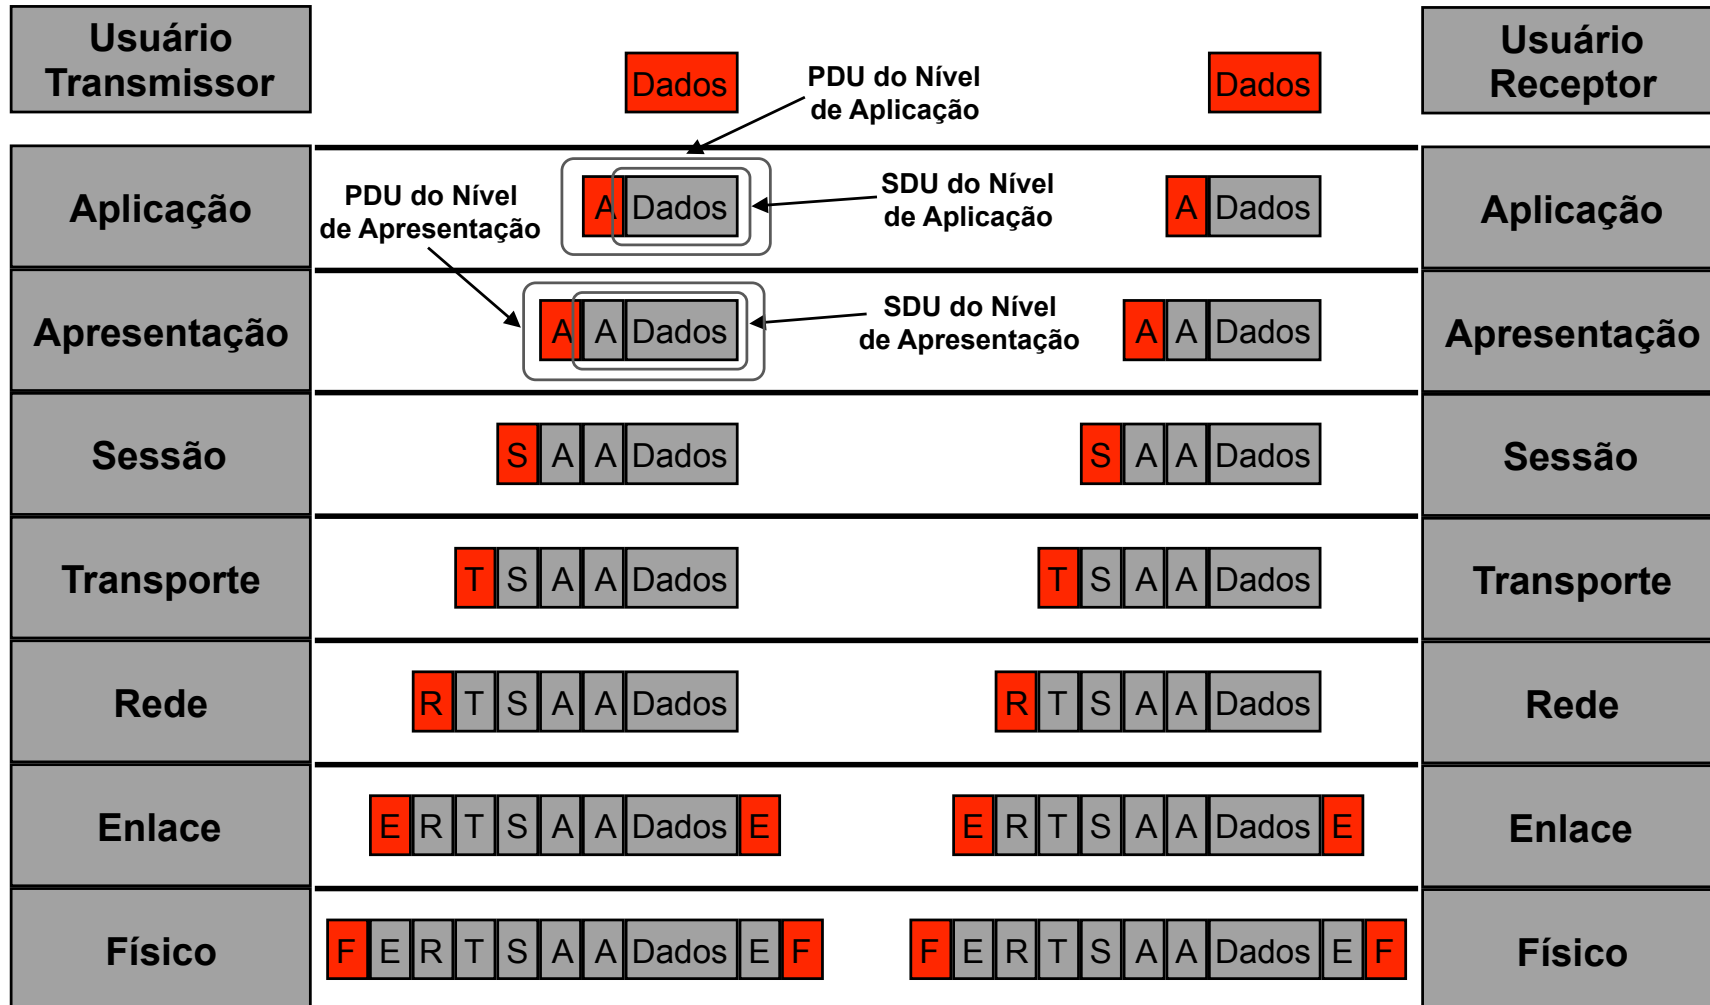 Usuário
Transmissor
Dados
PDU do Nível
de Aplicação
Dados
Usuário
Receptor
Aplicação
PDU do Nível
de Apresentação
A Dados
SDU do Nível
de Aplicação
A Dados
Aplicação
Apresentação
A A Dados
SDU do Nível
de Apresentação
A A Dados
Apresentação
Sessão
S A A Dados
S A A Dados
Sessão
Transporte
T S A A Dados
T S A A Dados
Transporte
Rede
R T S A A Dados
R T S A A Dados
Rede
Enlace
E R T S A A Dados E
E R T S A A Dados E
Enlace
Físico
F E R T S A A Dados E F
F E R T S A A Dados E F
Físico